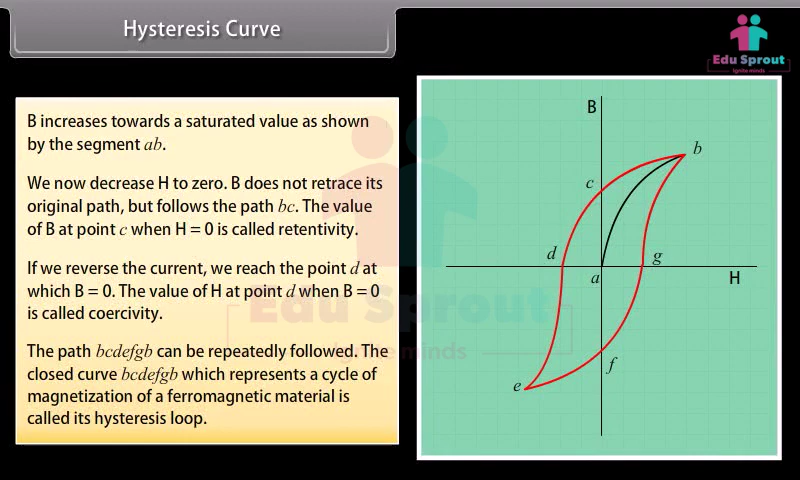 Hysteresis Curve
Edu Sprout
Ignite minds
B increases towards a saturated value as shown
by the segment ab.
We now decrease H to zero. B does not retrace its
original path, but follows the path bc. The value
of B at point c when H = 0 is called retentivity.
If we reverse the current, we reach the point d at
which B = 0. The value of H at point d when B = 0
is called coercivity.
The path bcdefgb can be repeatedly followed. The
closed curve bcdefgb which represents a cycle of
magnetization of a ferromagnetic material is
called its hysteresis loop.
B
b
c
d
g
a
H
f
e
Edu Sprout
Ignite minds